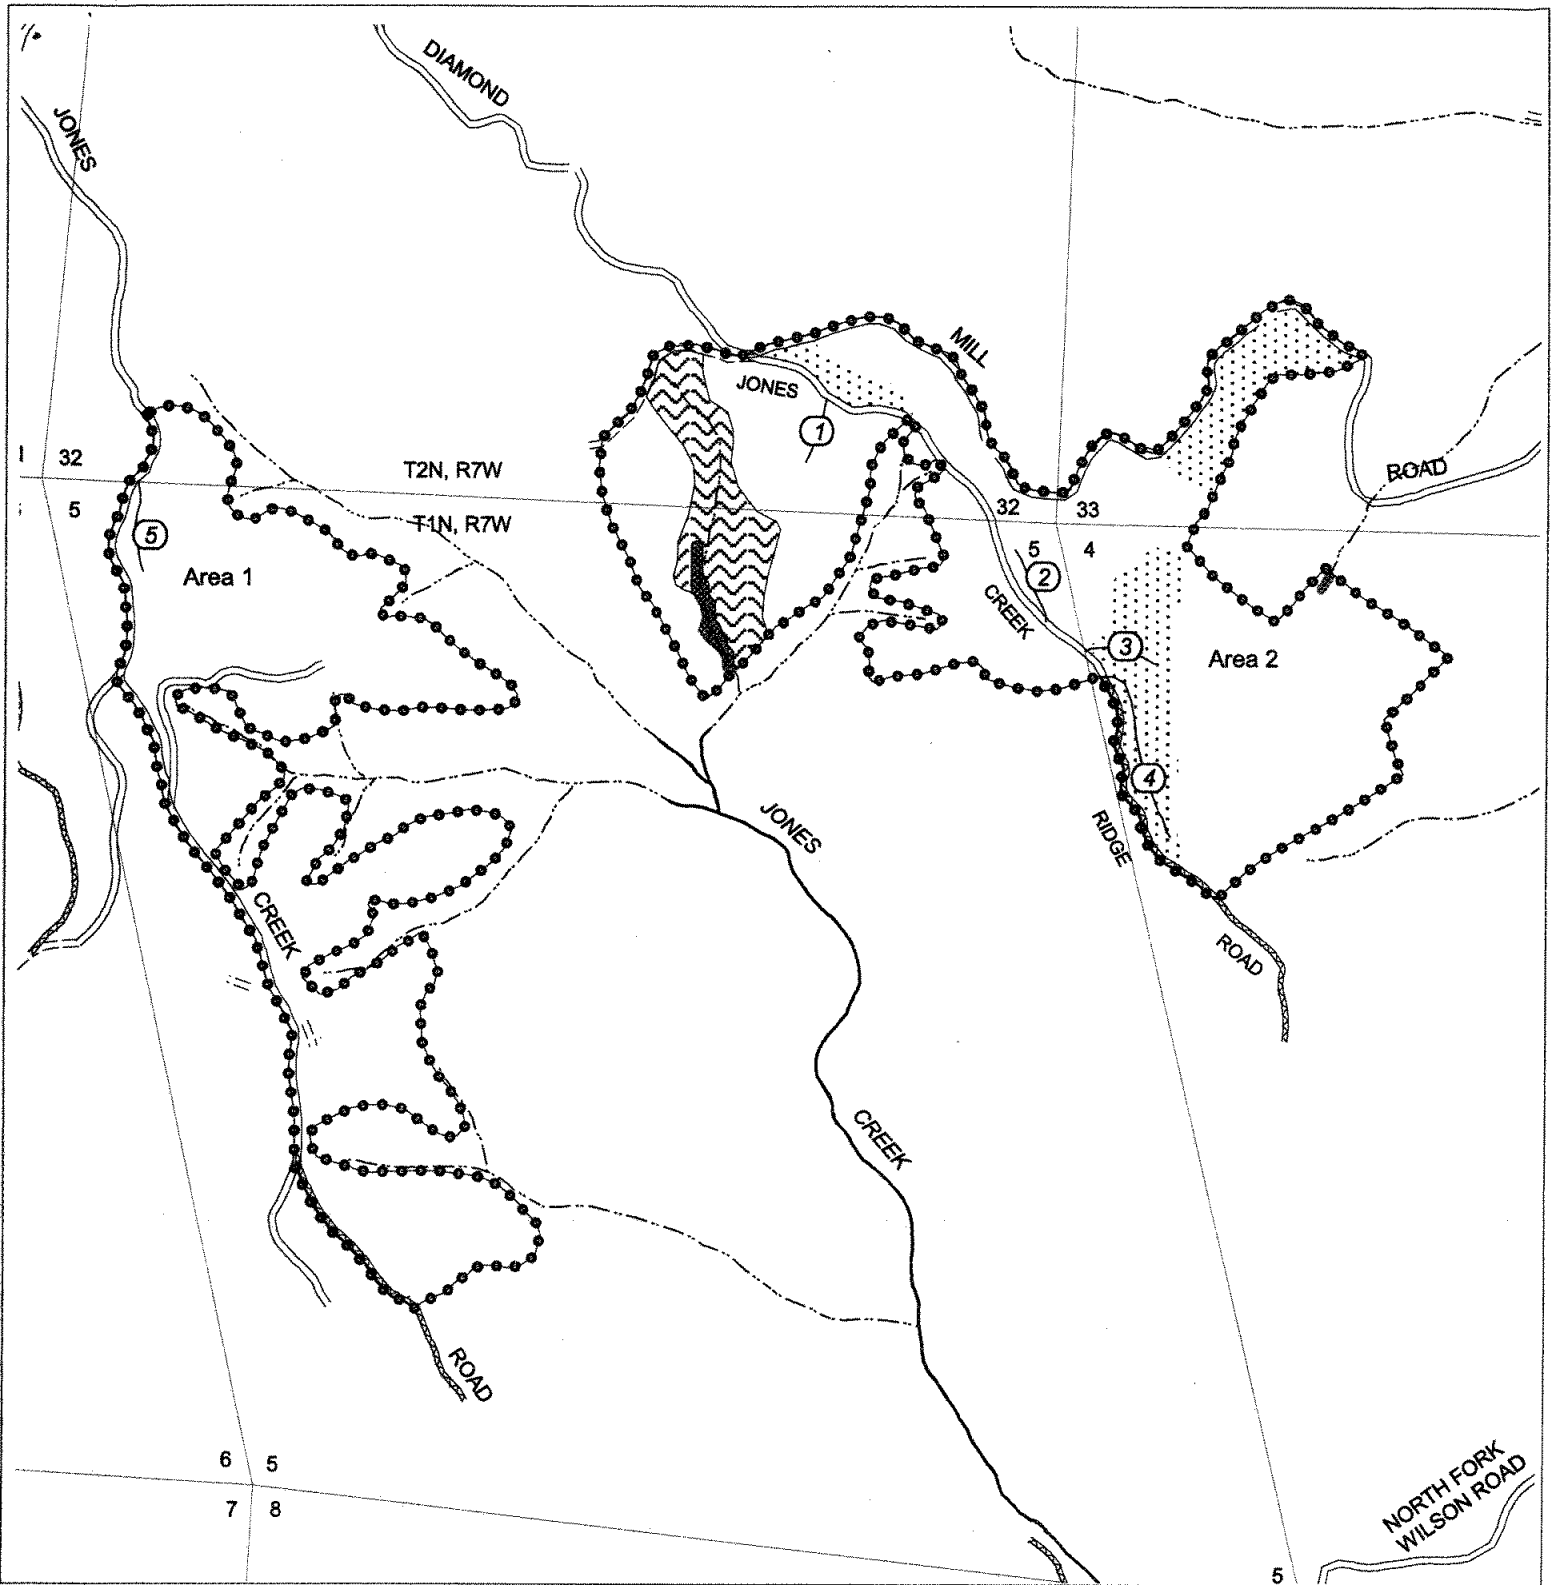 DIAMOND
JONES
MILL
JONES
1
32
T2N, R7W
ROAD
32
33
5
T1N, R7W
5
4
5
Area 1
2
CREEK
3
Area 2
4
JONES
RIDGE
CREEK
ROAD
CREEK
ROAD
6
5
7
8
NORTH FORK
WILSON ROAD
5